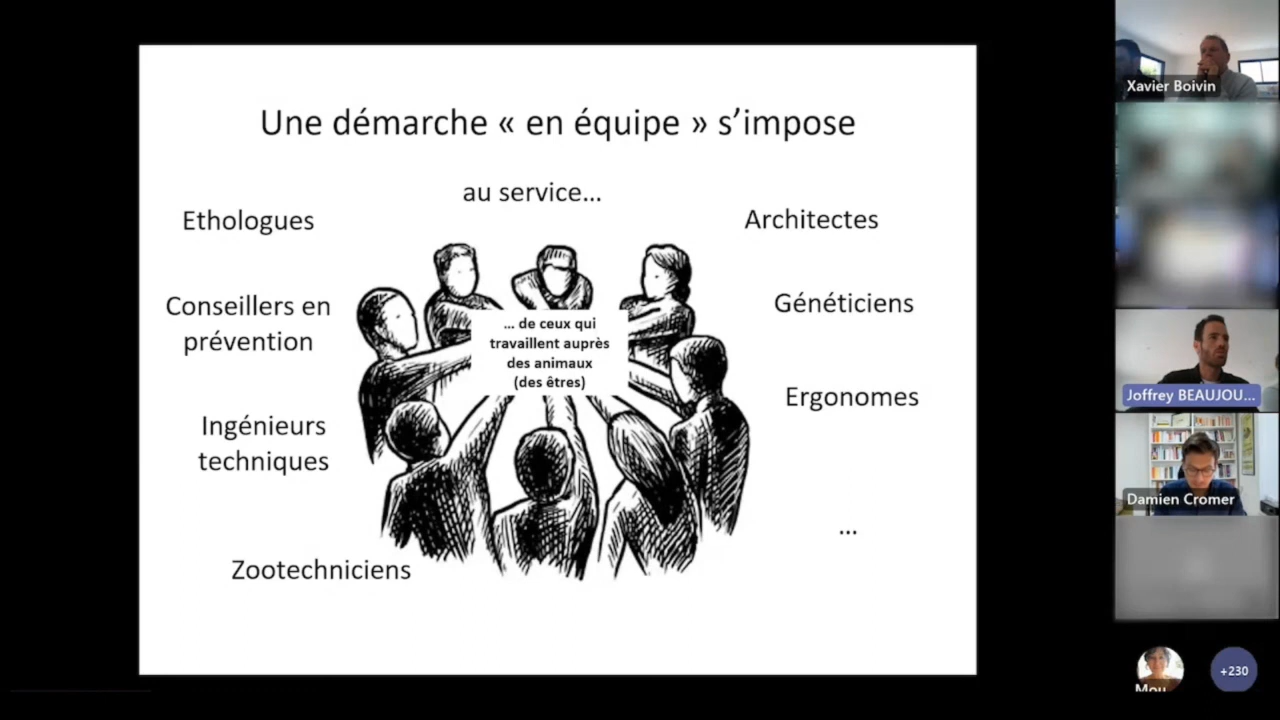 Une démarche « en équipe » s’impose
au service...
Ethologues
Architectes
Conseillers en
prévention
Généticiens
... de ceux qui
travaillent auprès
des animaux
(des êtres)
Ergonomes
Ingénieurs
techniques
...
Zootechniciens
Xavier Boivin
Joffrey BEAUJOU...
Damien Cromer
Mou
+230